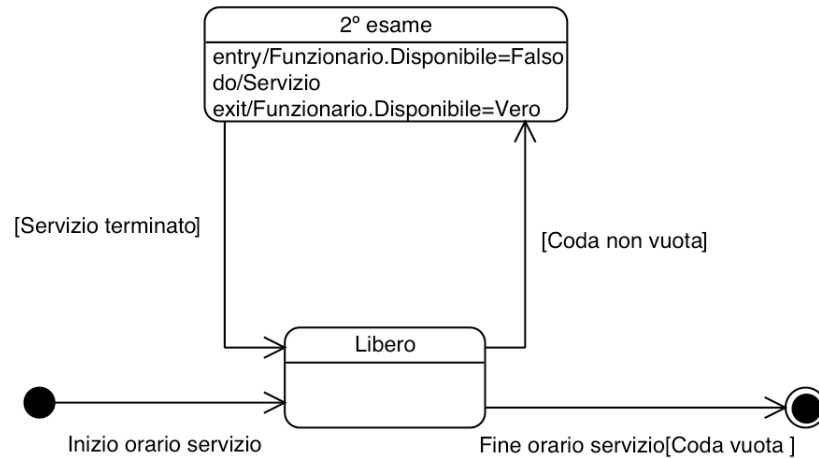 2º esame
entry/Funzionario.Disponibile=Falso
do/Servizio
exit/Funzionario.Disponibile=Vero
[Servizio terminato]
[Coda non vuota]
Libero
Inizio orario servizio
Fine orario servizio[Coda vuota ]